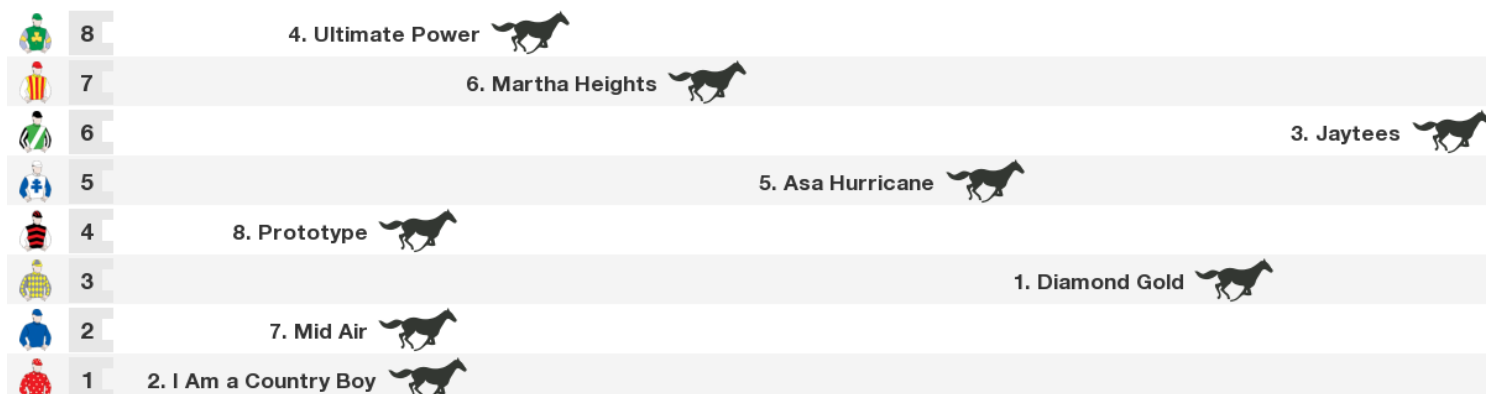 8 4. Ultimate Power
7 6. Martha Heights
6 3. Jaytees
5 5. Asa Hurricane
4 8. Prototype
3 1. Diamond Gold
2 7. Mid Air
1 2. I Am a Country Boy